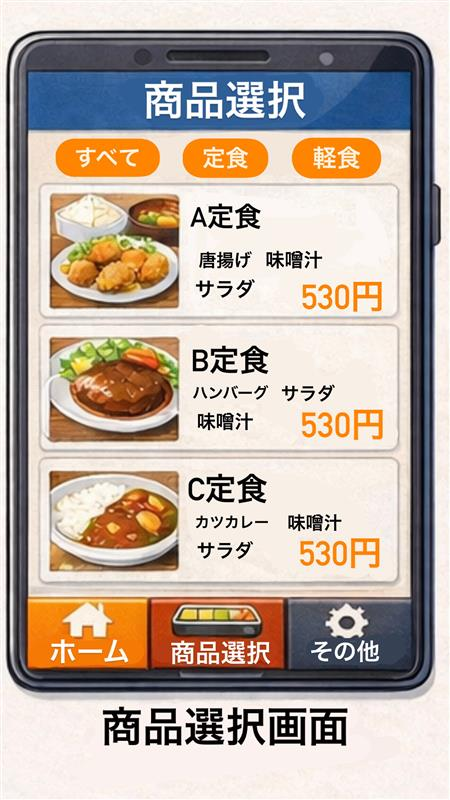 商品選択
すべて 定食 軽食
A定食
唐揚げ 味噌汁
サラダ 530円
B定食
ハンバーグ サラダ
味噌汁 530円
C定食
カツカレー 味噌汁
サラダ 530円
ホーム 商品選択 その他
商品選択画面